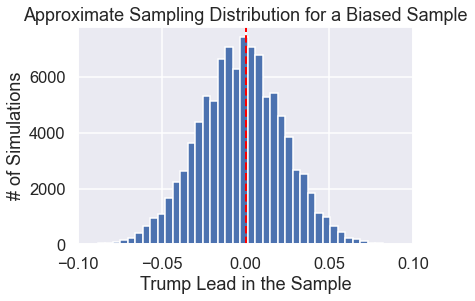 Approximate Sampling Distribution for a Biased Sample
# of Simulations
6000
4000
2000
0
−0.10 −0.05 0.00 0.05 0.10
Trump Lead in the Sample